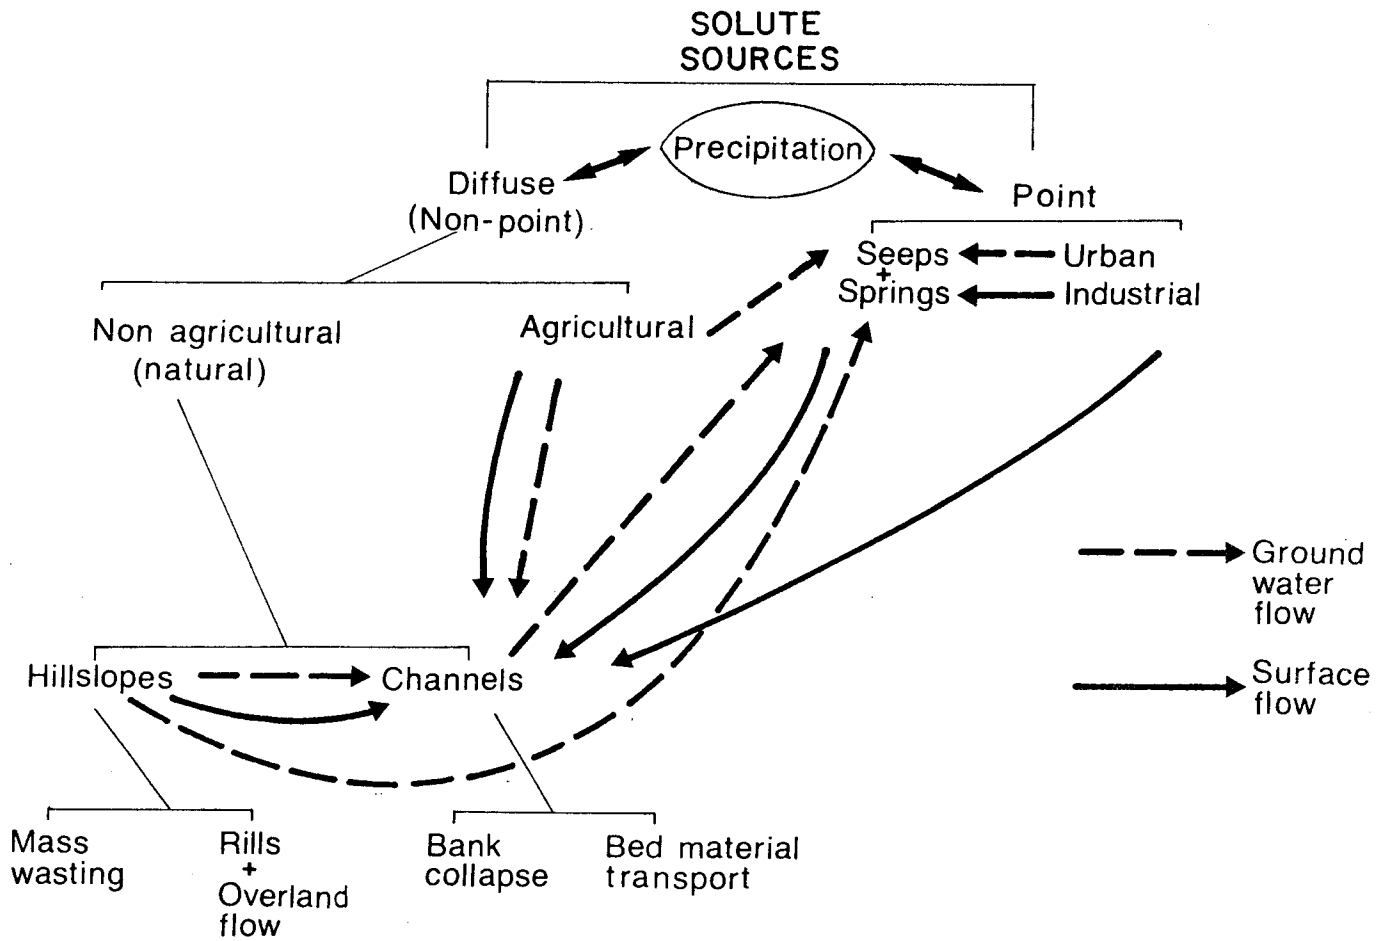 SOLUTE
SOURCES
Precipitation
Diffuse
(Non-point)
Point
Seeps
+
Springs
Urban
Industrial
Non agricultural
(natural)
Agricultural
Ground
water
flow
Hillslopes
Channels
Surface
flow
Mass
wasting
Rills
+
Overland
flow
Bank
collapse
Bed material
transport